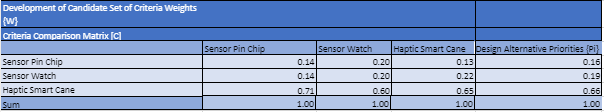 Development of Candidate Set of Criteria Weights
{W}
Criteria Comparison Matrix [C]
Sensor Pin Chip Sensor Watch Haptic Smart Cane Design Alternative Priorities {Pi}
Sensor Pin Chip 0.14 0.20 0.13 0.16
Sensor Watch 0.14 0.20 0.22 0.19
Haptic Smart Cane 0.71 0.60 0.65 0.66
Sum 1.00 1.00 1.00 1.00